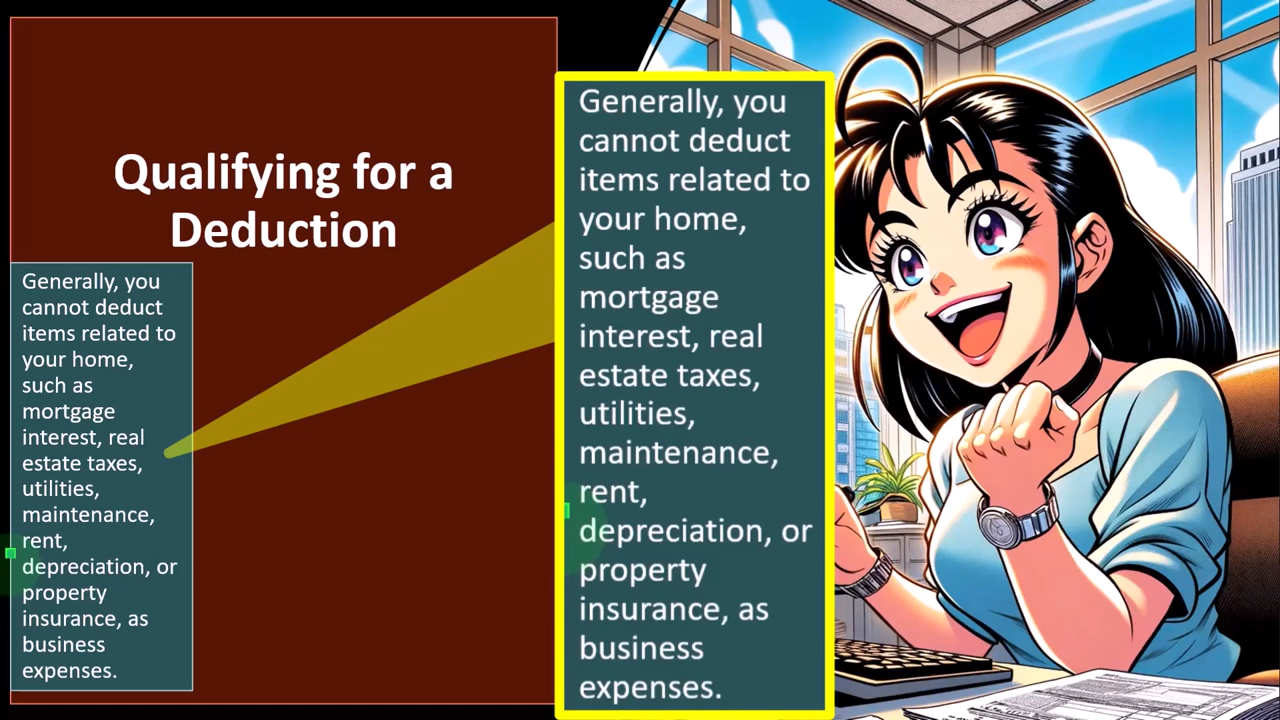 Qualifying for a
Deduction
Generally, you
cannot deduct
items related to
your home,
such as
mortgage
interest, real
estate taxes,
utilities,
maintenance,
rent,
depreciation, or
property
insurance, as
business
expenses.
Generally, you
cannot deduct
items related to
your home,
such as
mortgage
interest, real
estate taxes,
utilities,
maintenance,
rent,
depreciation, or
property
insurance, as
business
expenses.